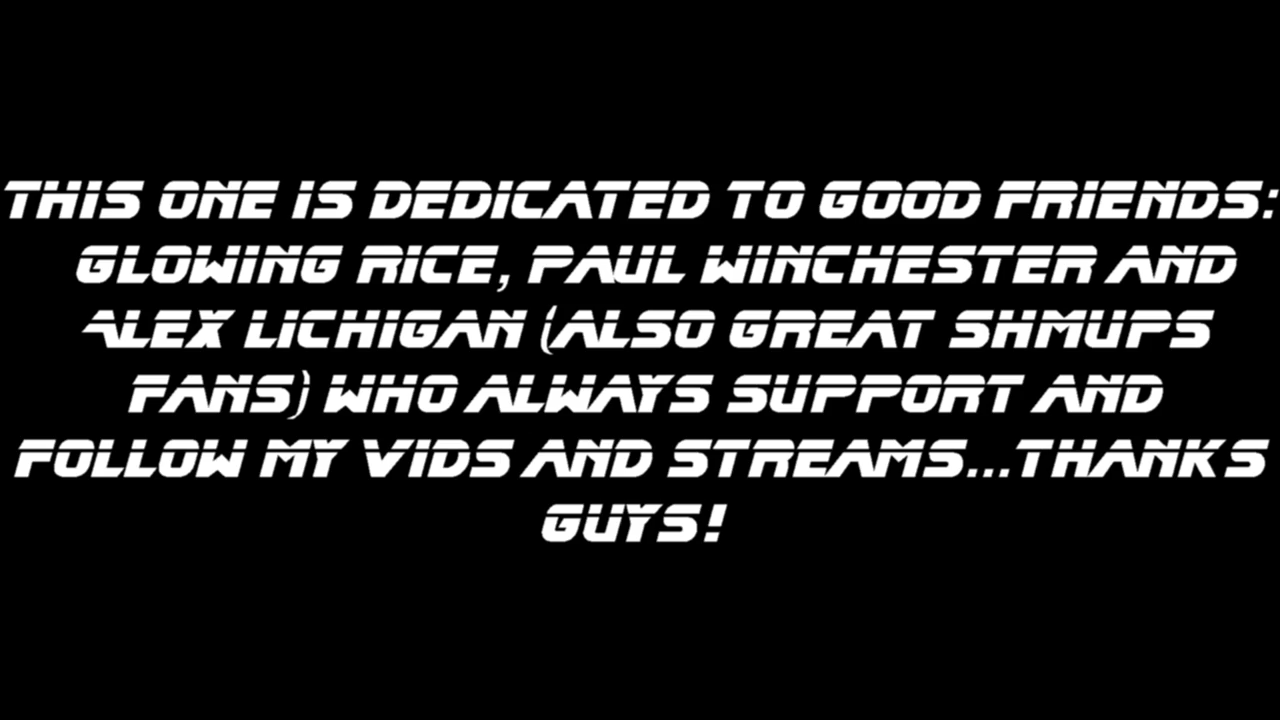 THIS ONE IS DEDICATED TO GOOD FRIENDS:
GLOWING RICE, PAUL WINCHESTER AND
ALEX LICHIGAN (ALSO GREAT SHMUPS
FANS) WHO ALWAYS SUPPORT AND
FOLLOW MY VIDS AND STREAMS...THANKS
GUYS!